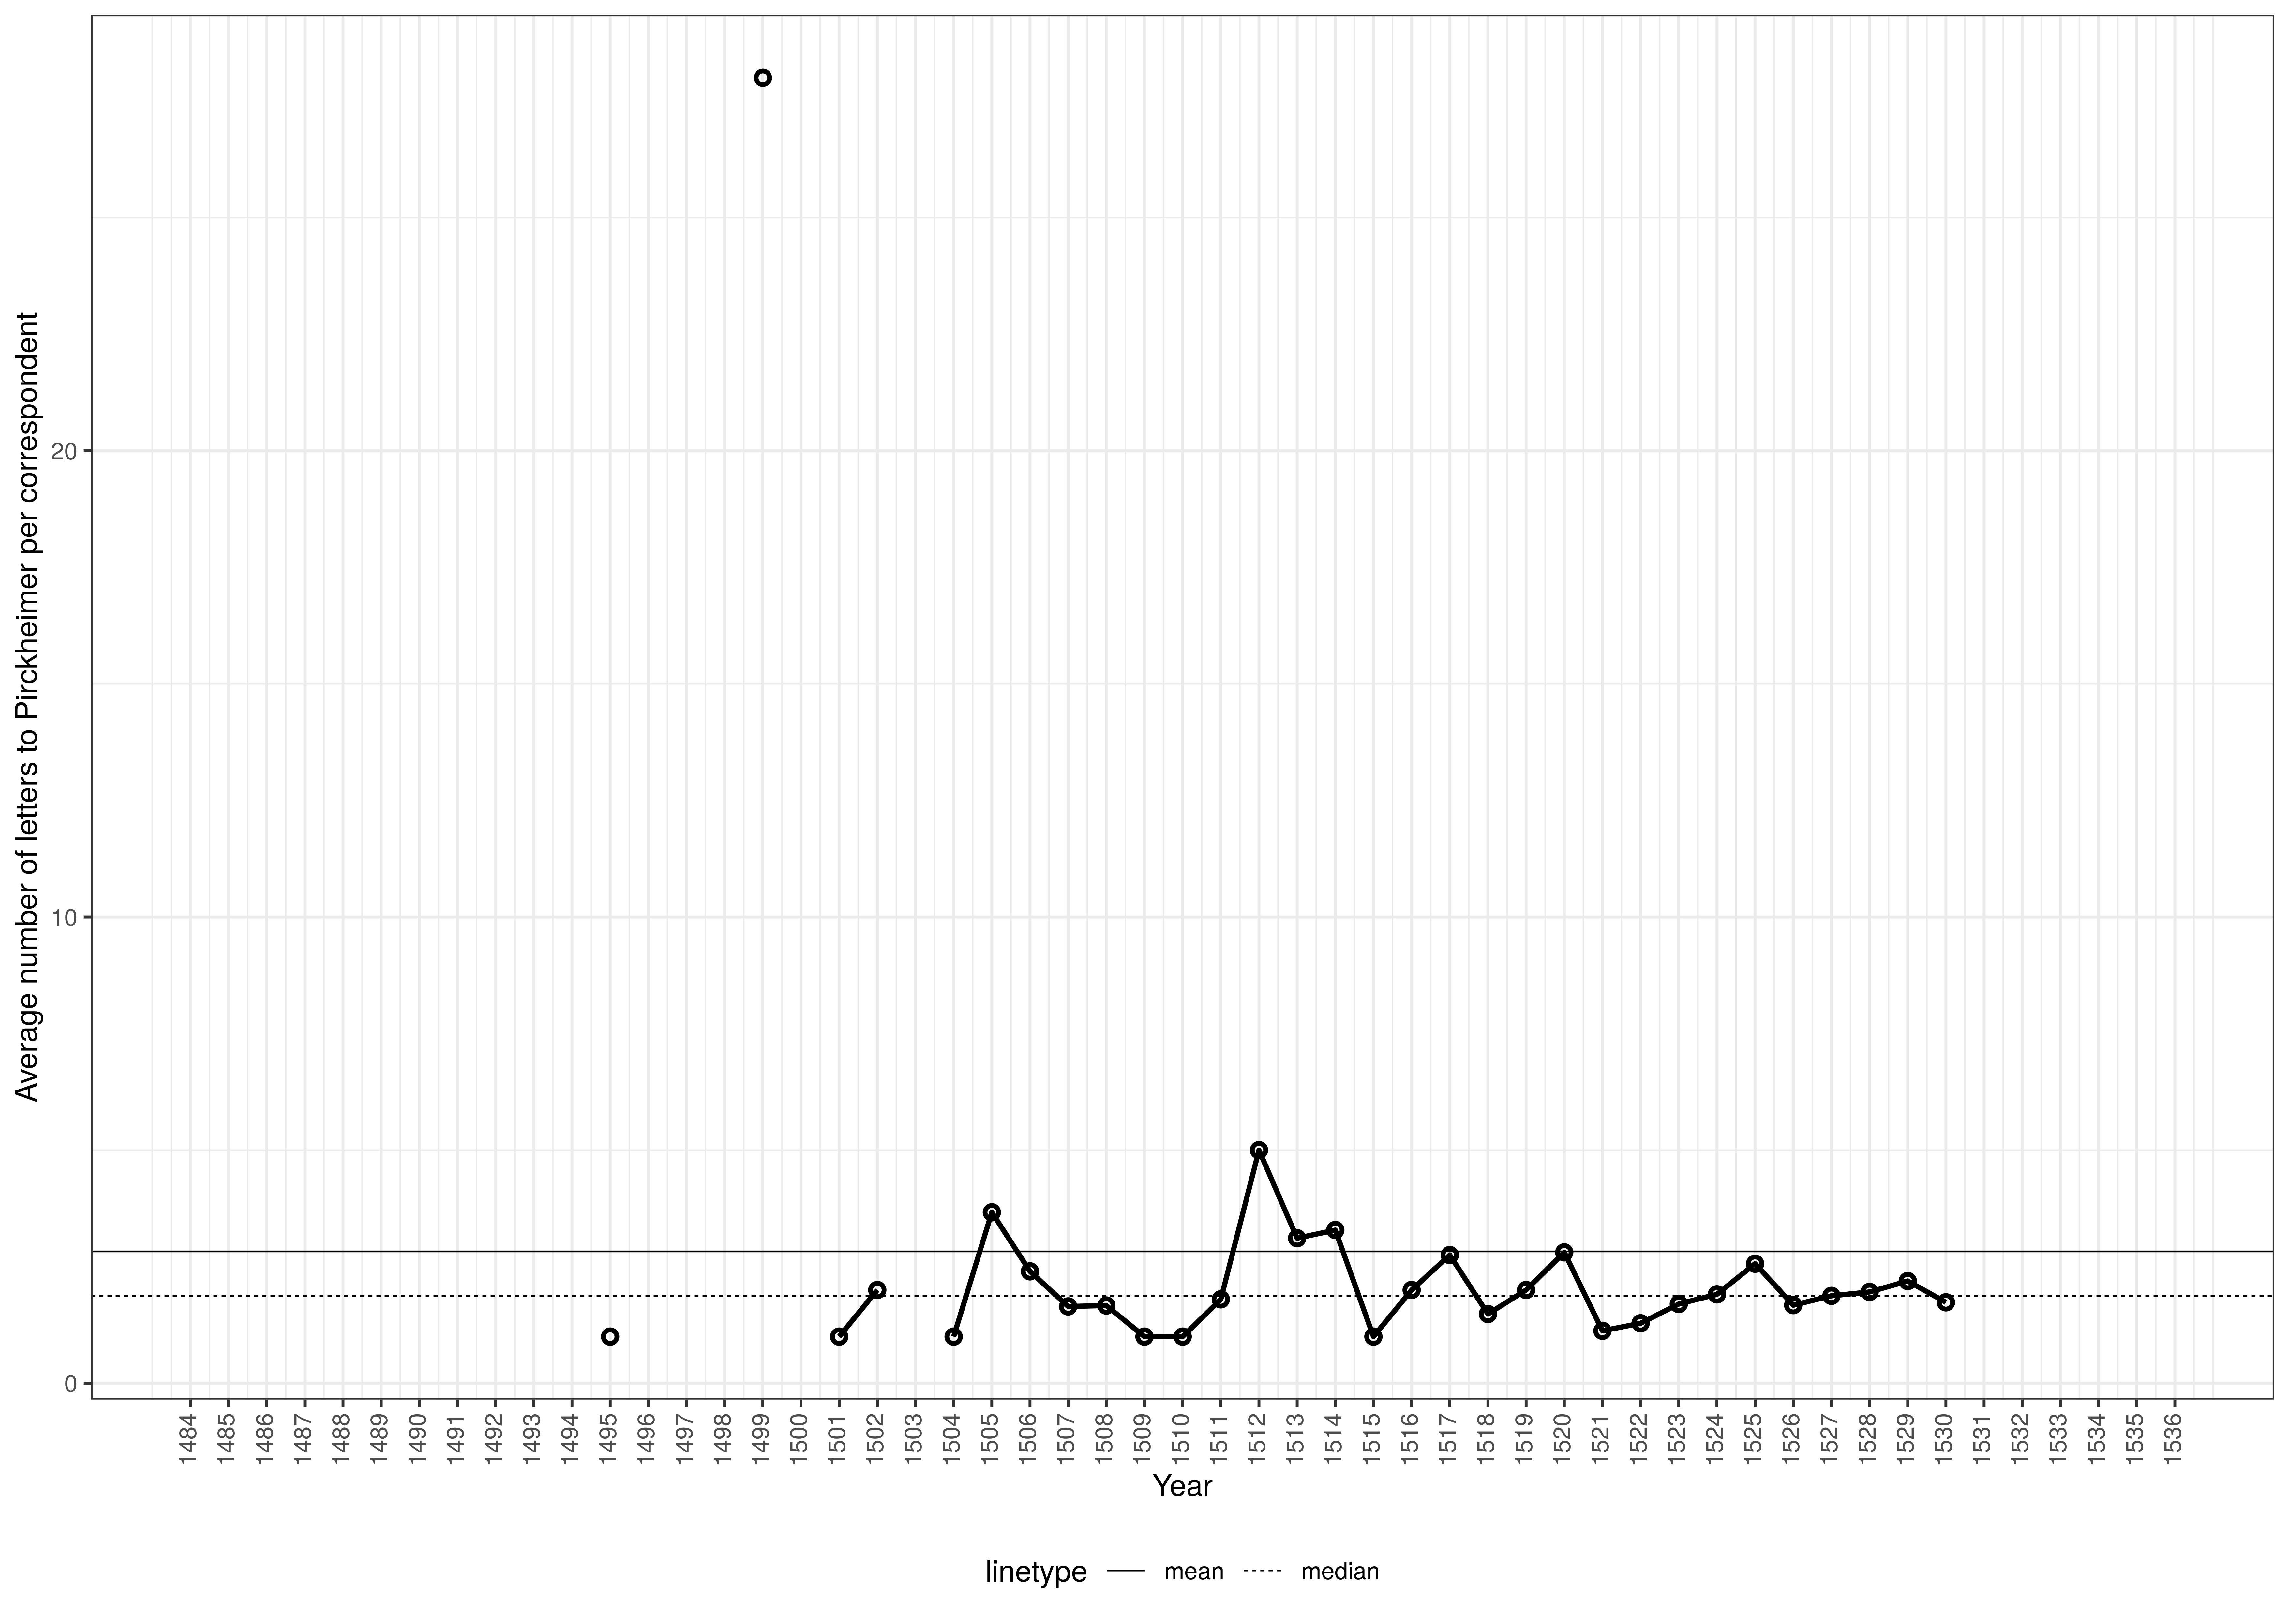 Average number of letters to Pirckheimer per correspondent
20
10
0
1484 1485 1486 1487 1488 1489 1490 1491 1492 1493 1494 1495 1496 1497 1498 1499 1500 1501 1502 1503 1504 1505 1506 1507 1508 1509 1510 1511 1512 1513 1514 1515 1516 1517 1518 1519 1520 1521 1522 1523 1524 1525 1526 1527 1528 1529 1530 1531 1532 1533 1534 1535 1536
Year
linetype mean median